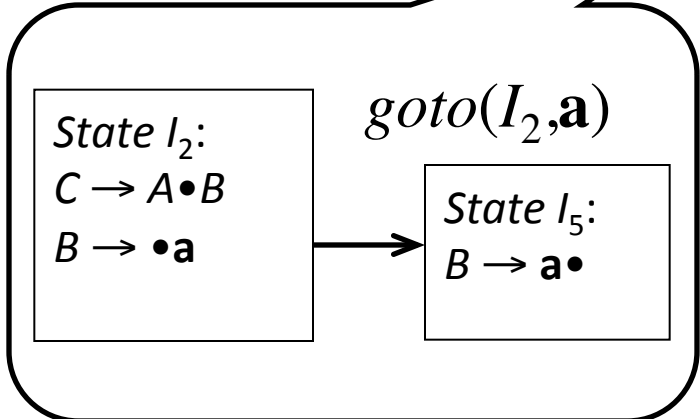 State I₂:
C → A•B
B → •a
goto(I₂,a)
State I₅:
B → a•